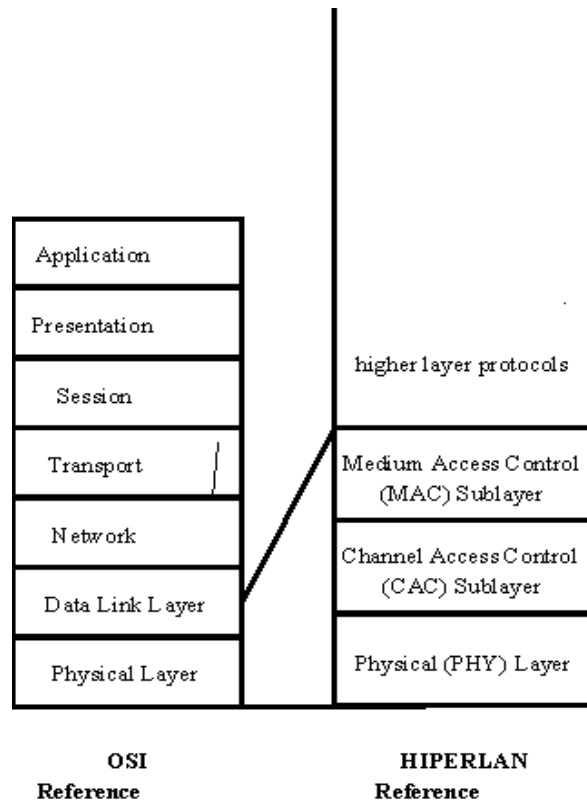 Application
Presentation
Session
Transport
Network
Data Link Layer
Physical Layer
higher layer protocols
Medium Access Control
(MAC) Sublayer
Channel Access Control
(CAC) Sublayer
Physical (PHY) Layer
OSI
Reference
HIPERLAN
Reference